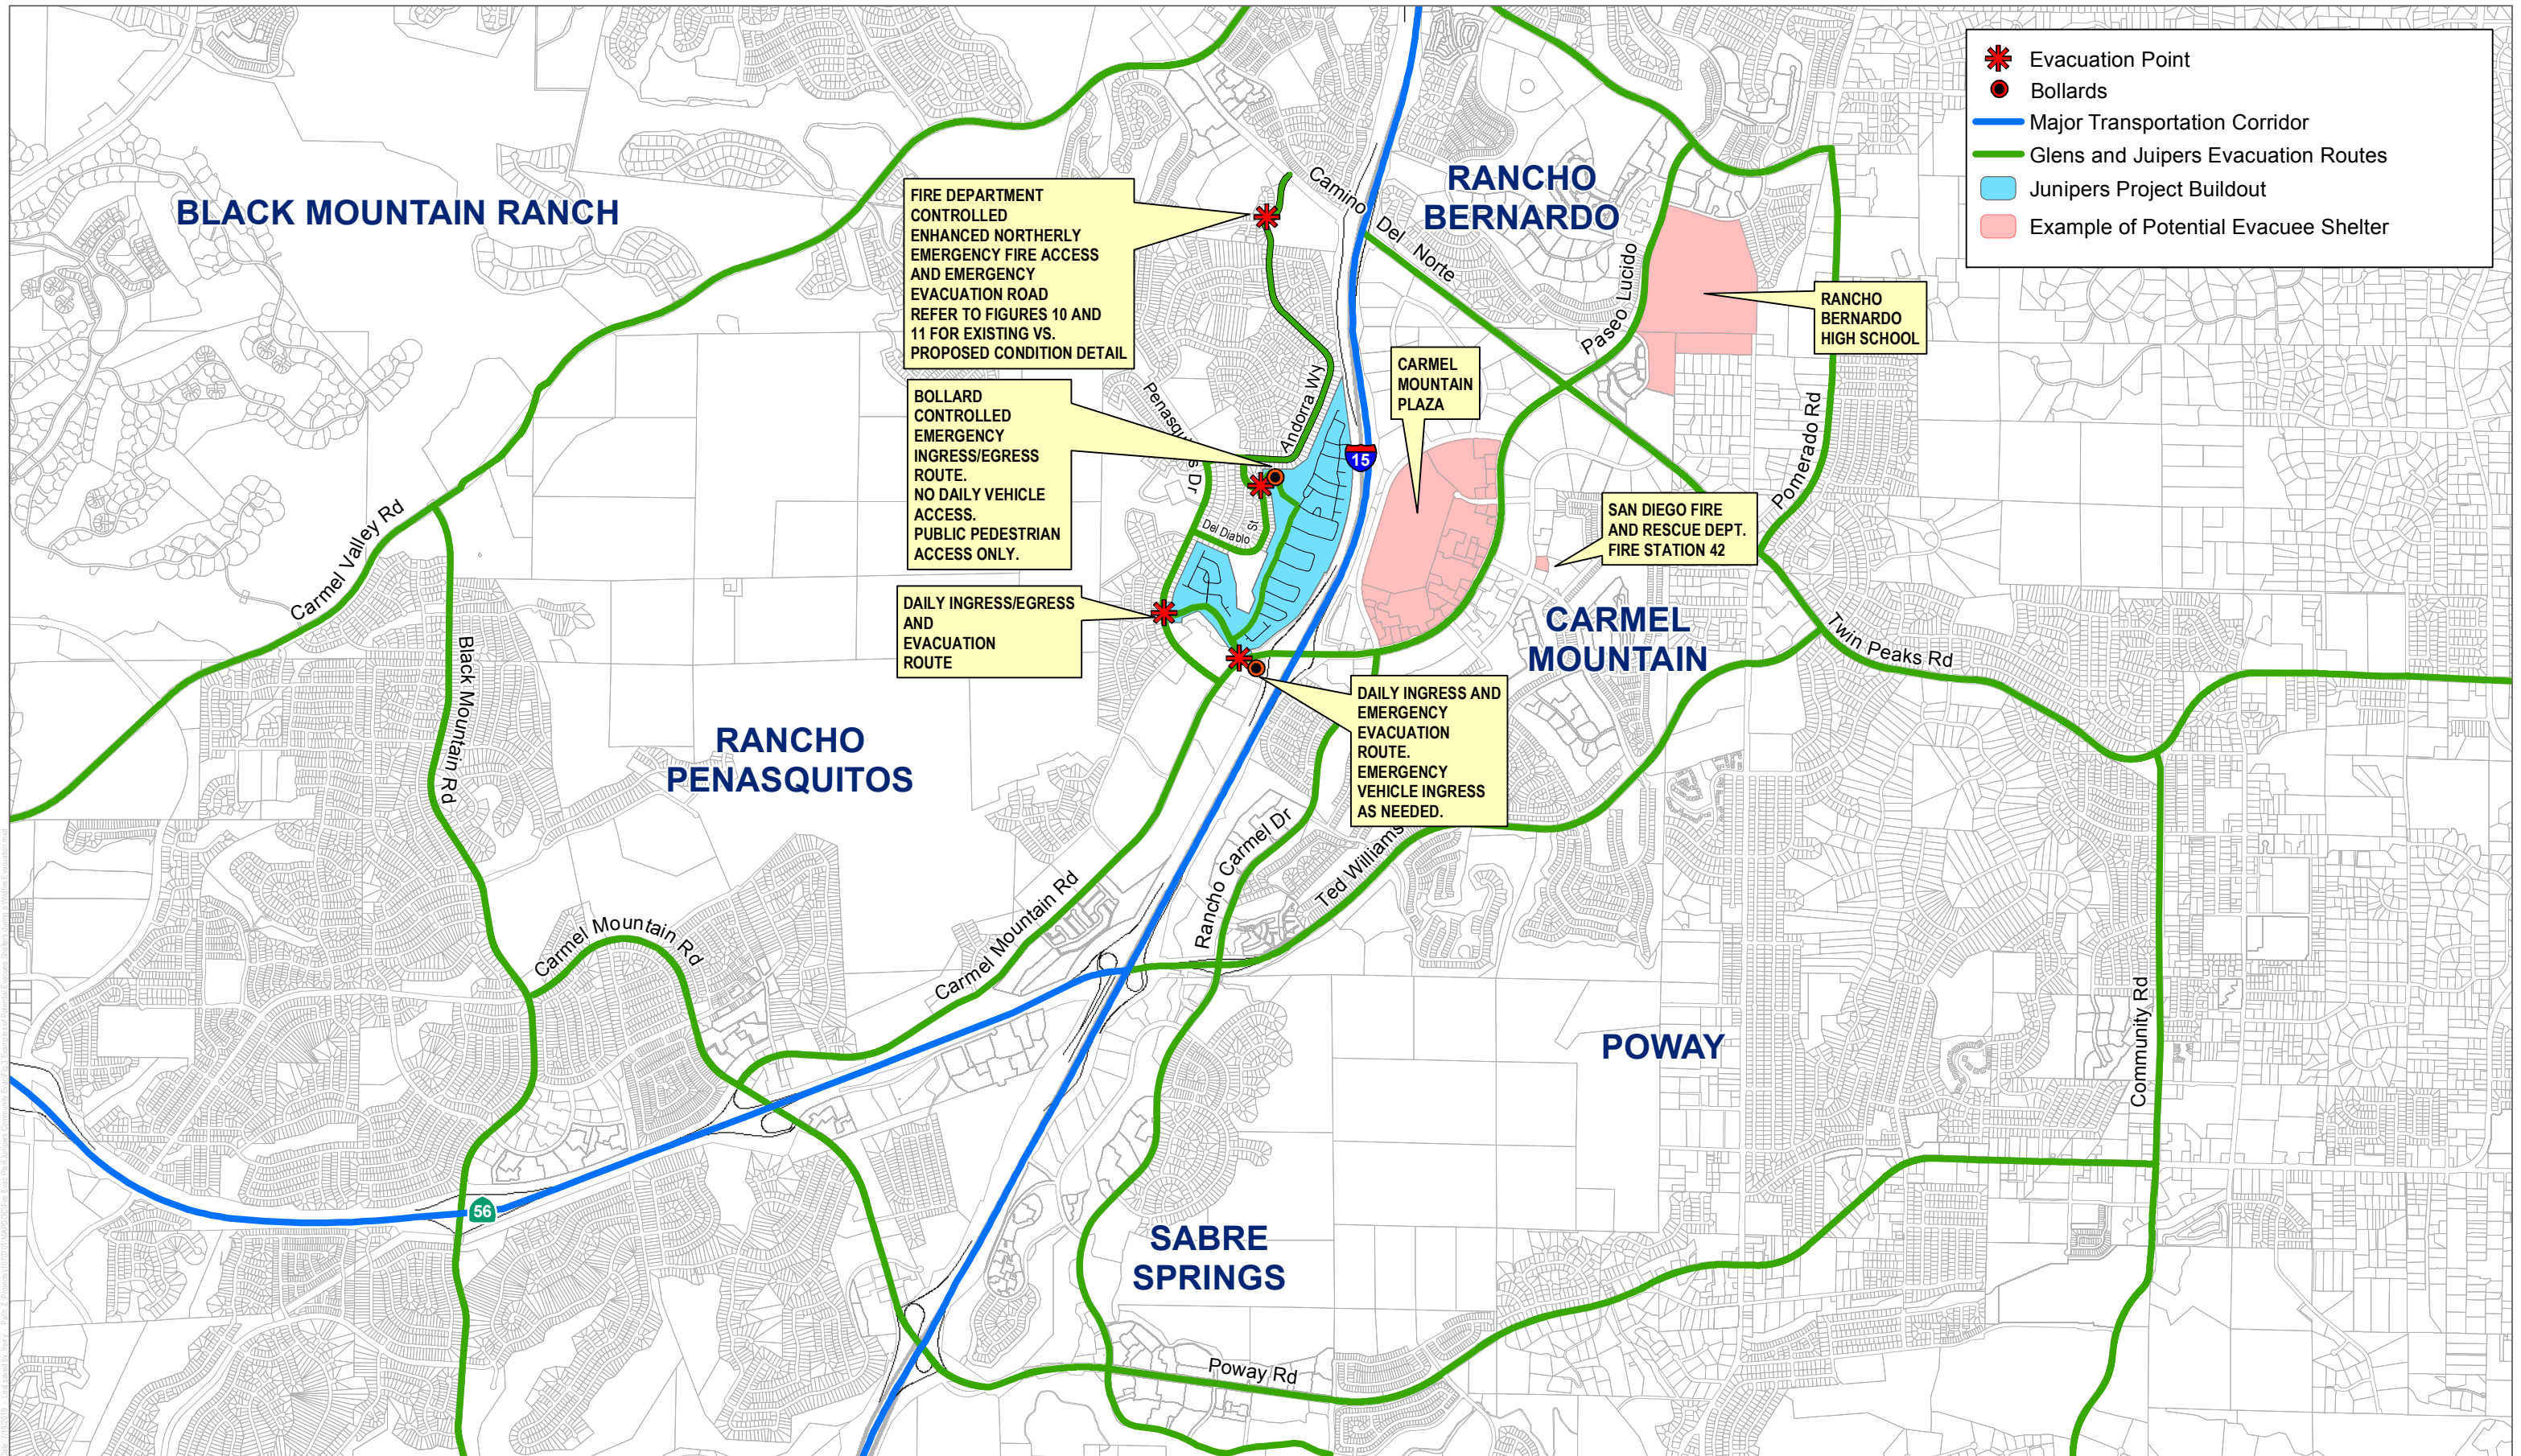 Evacuation Point
Bollards
Major Transportation Corridor
Glens and Juipers Evacuation Routes
Junipers Project Buildout
Example of Potential Evacuee Shelter
BLACK MOUNTAIN RANCH
FIRE DEPARTMENT
CONTROLLED
ENHANCED NORTHERLY
EMERGENCY FIRE ACCESS
AND EMERGENCY
EVACUATION ROAD
REFER TO FIGURES 10 AND
11 FOR EXISTING VS.
PROPOSED CONDITION DETAIL
Camino Del Norte
RANCHO
BERNARDO
Paseo Lucido
RANCHO
BERNARDO
HIGH SCHOOL
CARMEL
MOUNTAIN
PLAZA
BOLLARD
CONTROLLED
EMERGENCY
INGRESS/EGRESS
ROUTE.
NO DAILY VEHICLE
ACCESS.
PUBLIC PEDESTRIAN
ACCESS ONLY.
Andorra Wy
15
Pomerado Rd
Del Diablo St
SAN DIEGO FIRE
AND RESCUE DEPT.
FIRE STATION 42
Carmel Valley Rd
DAILY INGRESS/EGRESS
AND
EVACUATION
ROUTE
CARMEL
MOUNTAIN
Twin Peaks Rd
Black Mountain Rd
RANCHO
PENASQUITOS
DAILY INGRESS AND
EMERGENCY
EVACUATION
ROUTE.
EMERGENCY
VEHICLE INGRESS
AS NEEDED.
Rancho Carmel Dr
Ted Williams
Carmel Mountain Rd
Carmel Mountain Rd
POWAY
Community Rd
56
SABRE
SPRINGS
Poway Rd